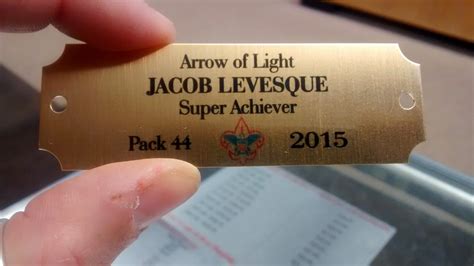 Arrow of Light
JACOB LEVESQUE
Super Achiever
Pack 44 2015